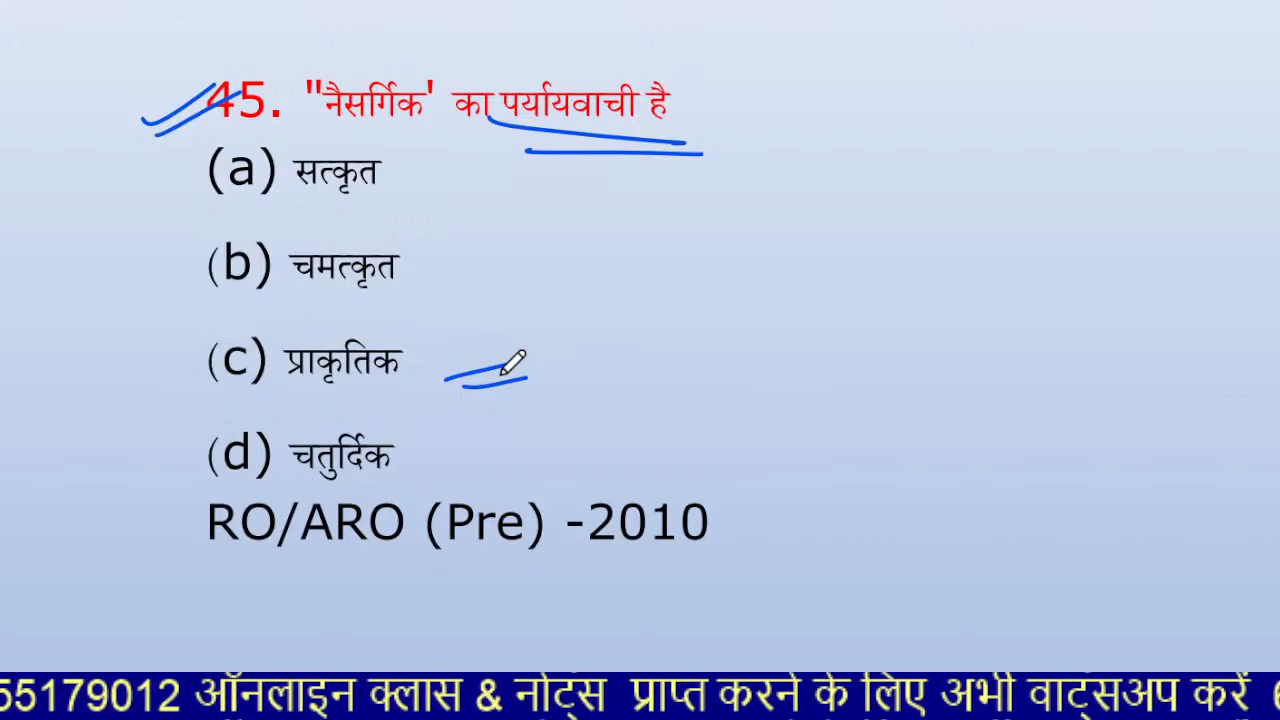 45. "नैसर्गिक' का पर्यायवाची है
(a) सत्कृत
(b) चमत्कृत
(c) प्राकृतिक
(d) चतुर्दिक
RO/ARO (Pre) -2010
55179012 ऑनलाइन क्लास & नोट्स प्राप्त करने के लिए अभी वाट्सअप करें